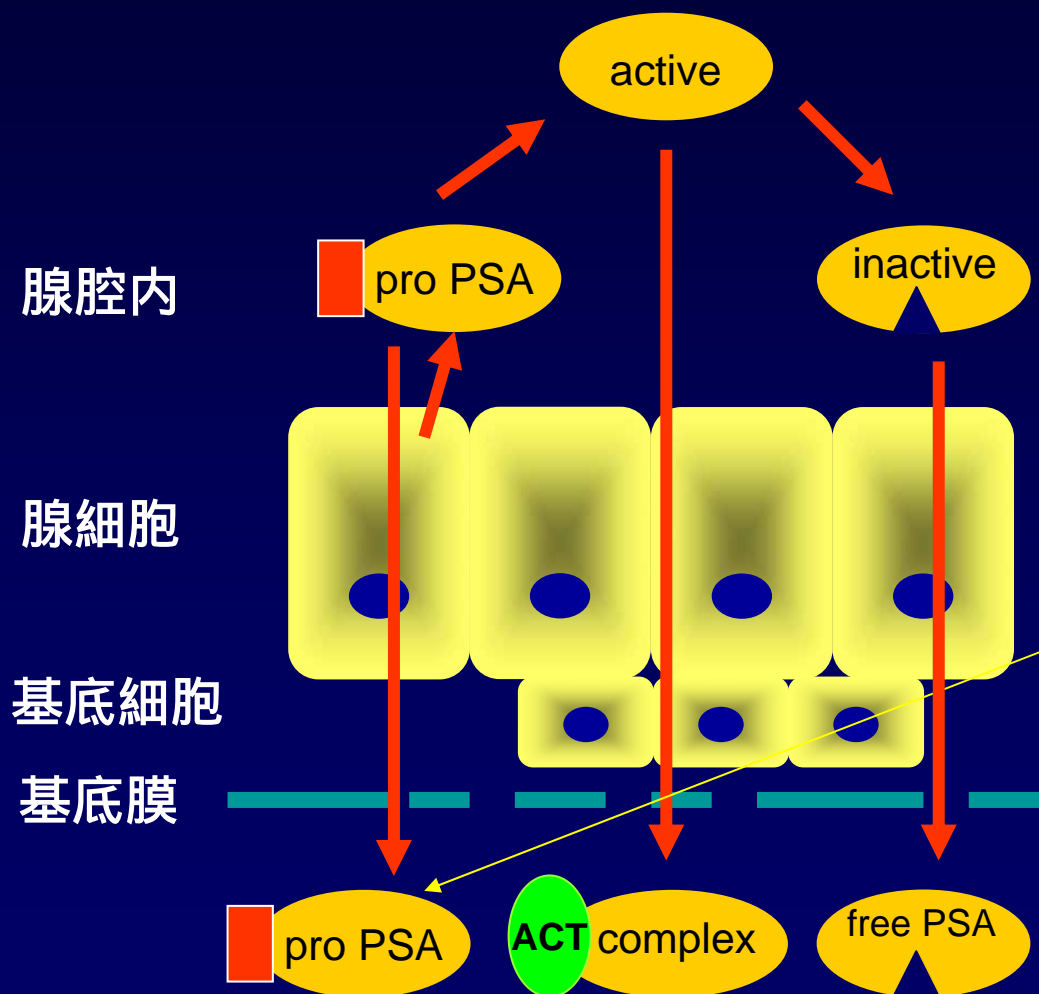 active
腺腔内
pro PSA
inactive
腺細胞
基底細胞
基底膜
pro PSA
ACT
complex
free PSA